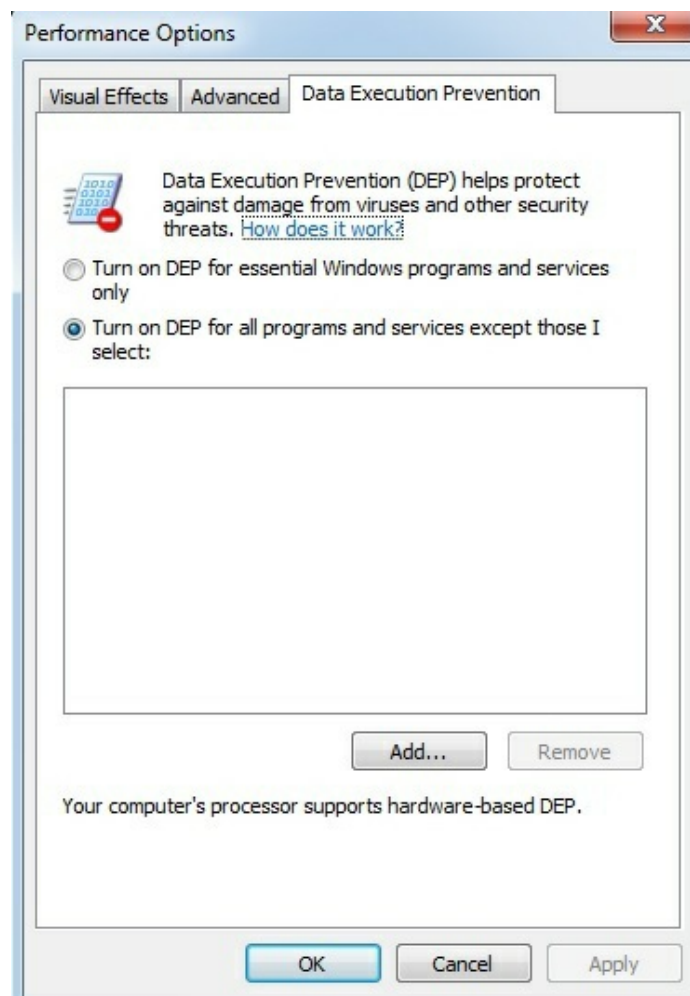 Performance Options
Visual Effects
Advanced
Data Execution Prevention
Data Execution Prevention (DEP) helps protect
against damage from viruses and other security
threats. How does it work?
Turn on DEP for essential Windows programs and services
only
Turn on DEP for all programs and services except those I
select:
Add...
Remove
Your computer's processor supports hardware-based DEP.
OK
Cancel
Apply